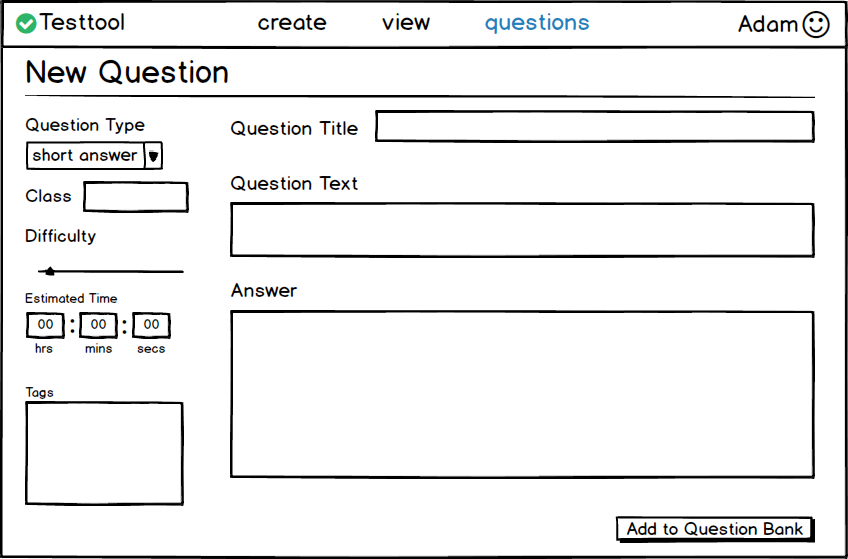 Testtool create view questions Adam
New Question
Question Type
short answer
Class
Difficulty
Estimated Time
00 : 00 : 00
hrs mins secs
Tags
Question Title
Question Text
Answer
Add to Question Bank